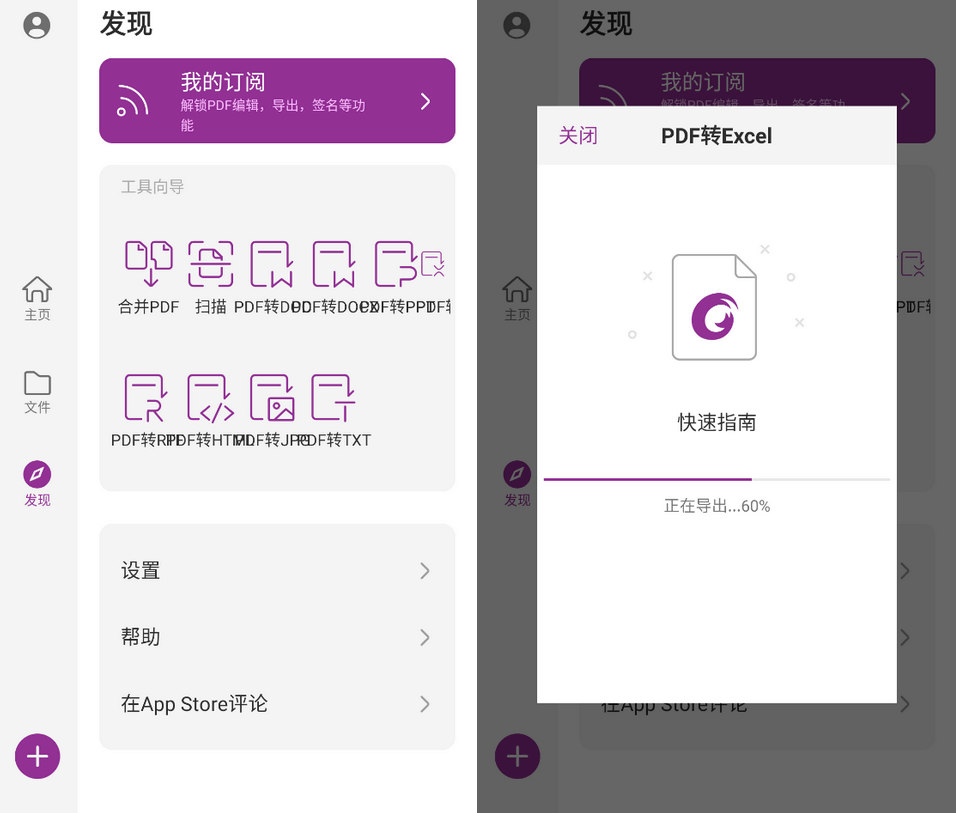 发现
我的订阅
解锁PDF编辑，导出，签名等功
能
工具向导
合并PDF 扫描 PDF转DOC PDF转DOCX PDF转PPT PDF转
主页
PDF转RTF PDF转HTML PDF转JPG PDF转TXT
文件
发现
设置
帮助
在App Store评论
发现
我的订阅
解锁PDF编辑，导出，签名等功
关闭 PDF转Excel
主页
快速指南
正在导出...60%
发现
在App Store评论